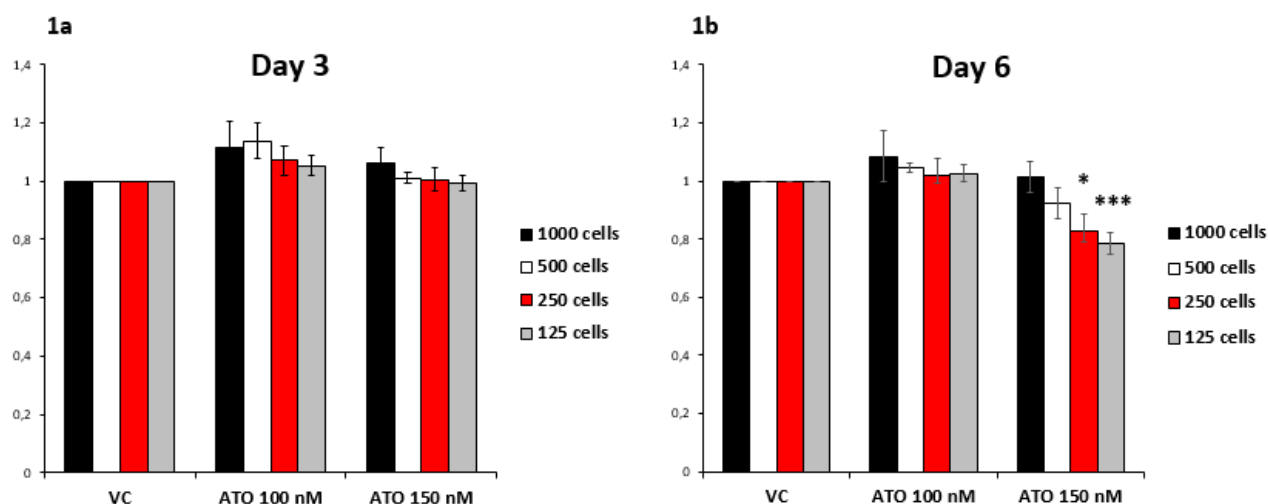 1a
Day 3
1,4
1,2
1
0,8
0,6
0,4
0,2
0
VC ATO 100 nM ATO 150 nM
1000 cells
500 cells
250 cells
125 cells
1b
Day 6
1,4
1,2
1
0,8
0,6
0,4
0,2
0
*
***
VC ATO 100 nM ATO 150 nM
1000 cells
500 cells
250 cells
125 cells